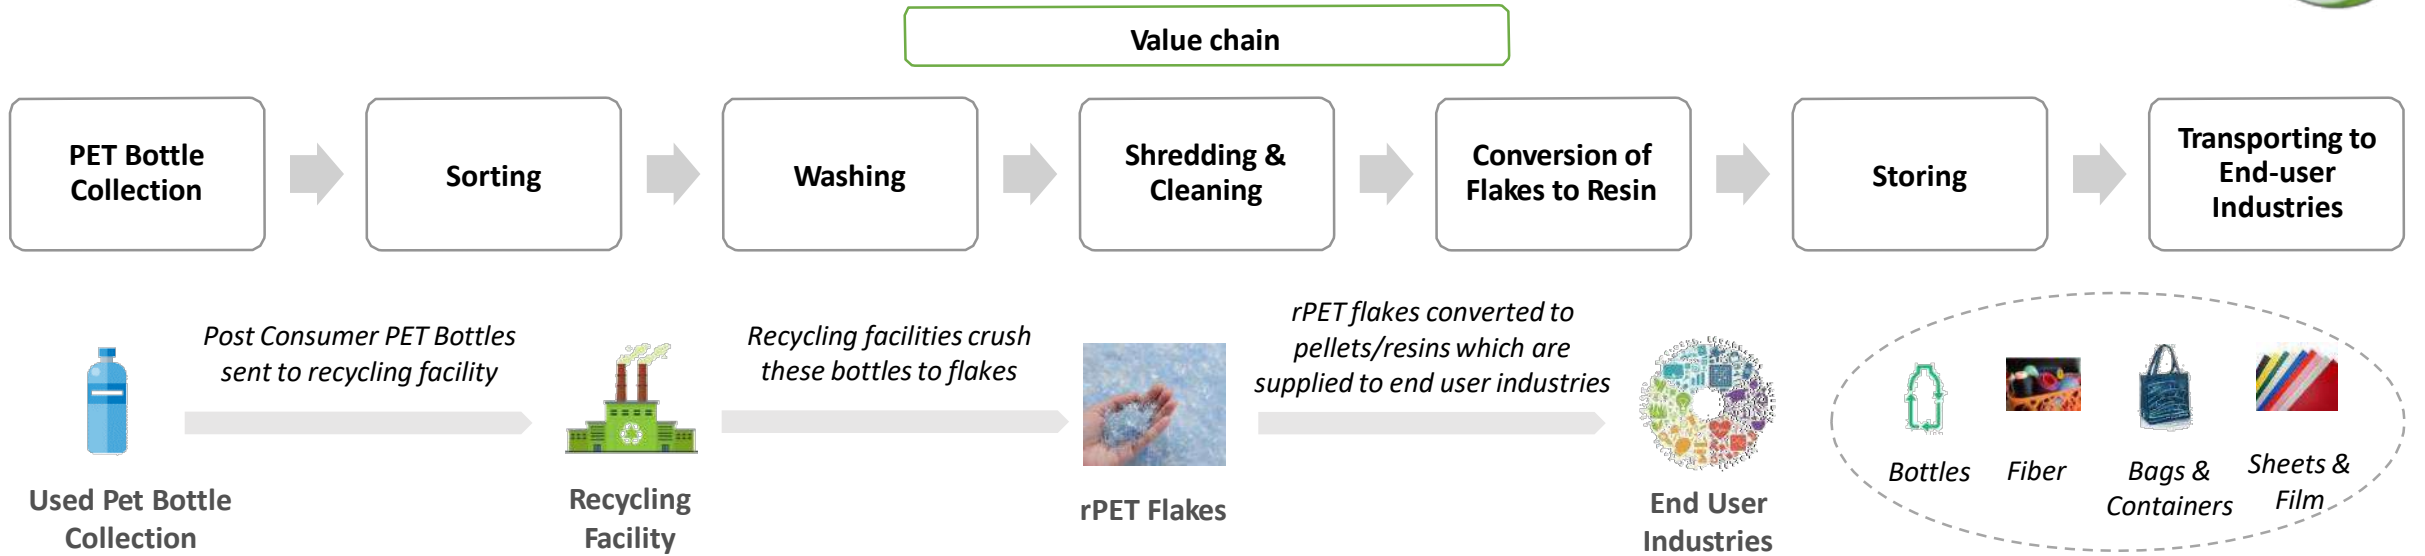 Value chain
PET Bottle
Collection
Sorting
Washing
Shredding &
Cleaning
Conversion of
Flakes to Resin
Storing
Transporting to
End-user
Industries
Post Consumer PET Bottles
sent to recycling facility
Recycling facilities crush
these bottles to flakes
rPET flakes converted to
pellets/resins which are
supplied to end user industries
Used Pet Bottle
Collection
Recycling
Facility
rPET Flakes
End User
Industries
Bottles
Fiber
Bags &
Containers
Sheets &
Film